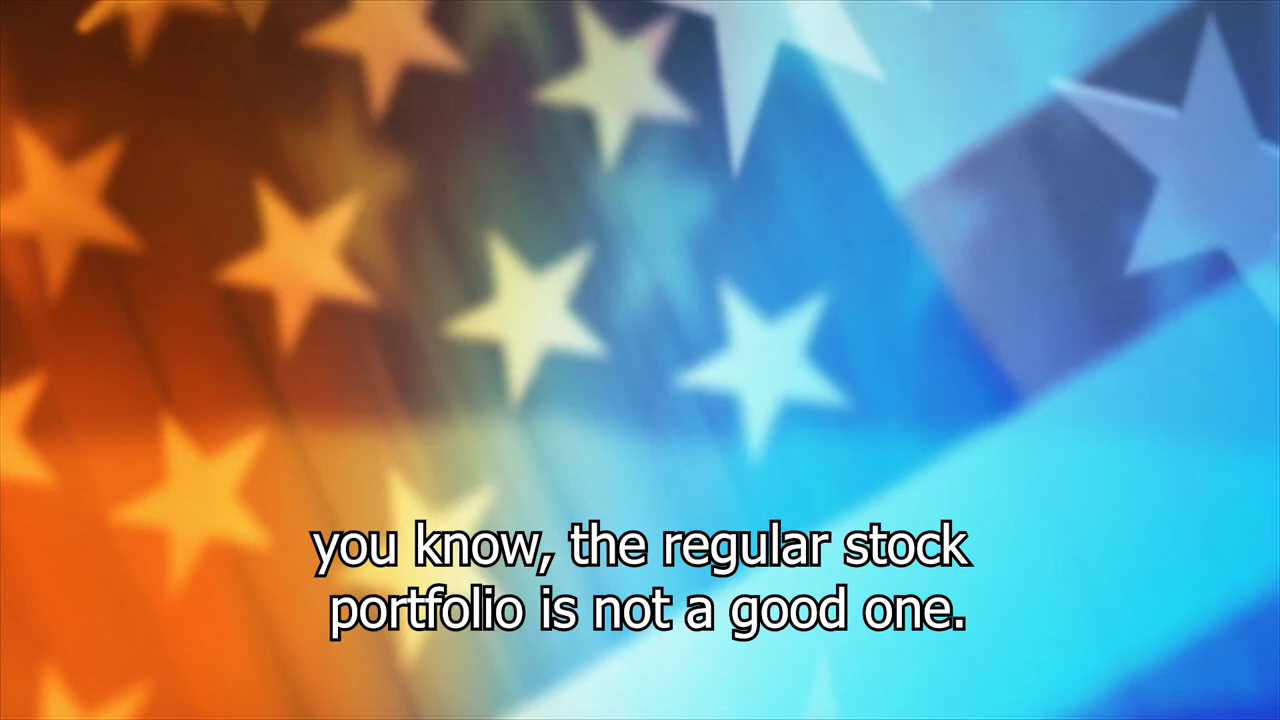 you know, the regular stock
portfolio is not a good one.